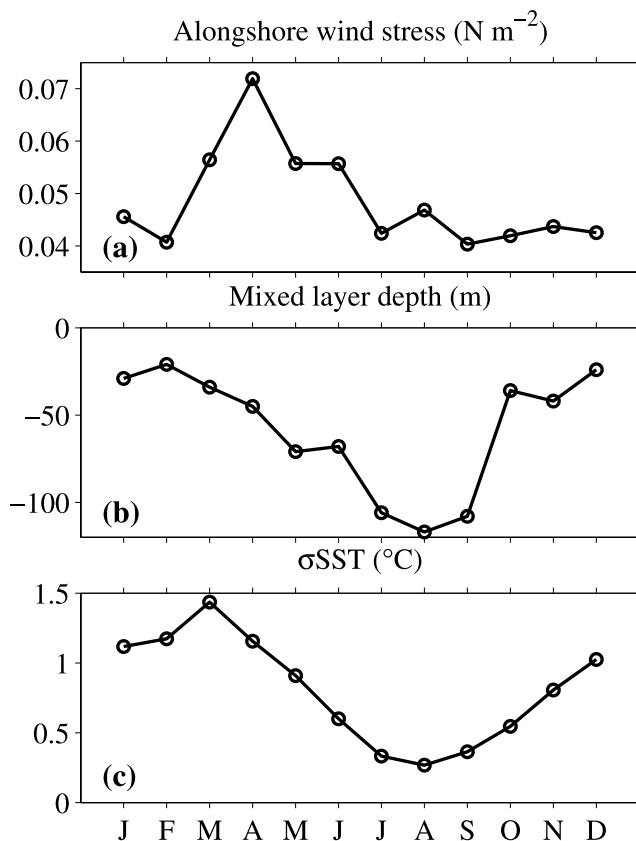 Alongshore wind stress (N m⁻²)
0.07
0.06
0.05
0.04
(a)
Mixed layer depth (m)
0
−50
−100
(b)
σSST (°C)
1.5
1
0.5
0
(c)
J F M A M J J A S O N D